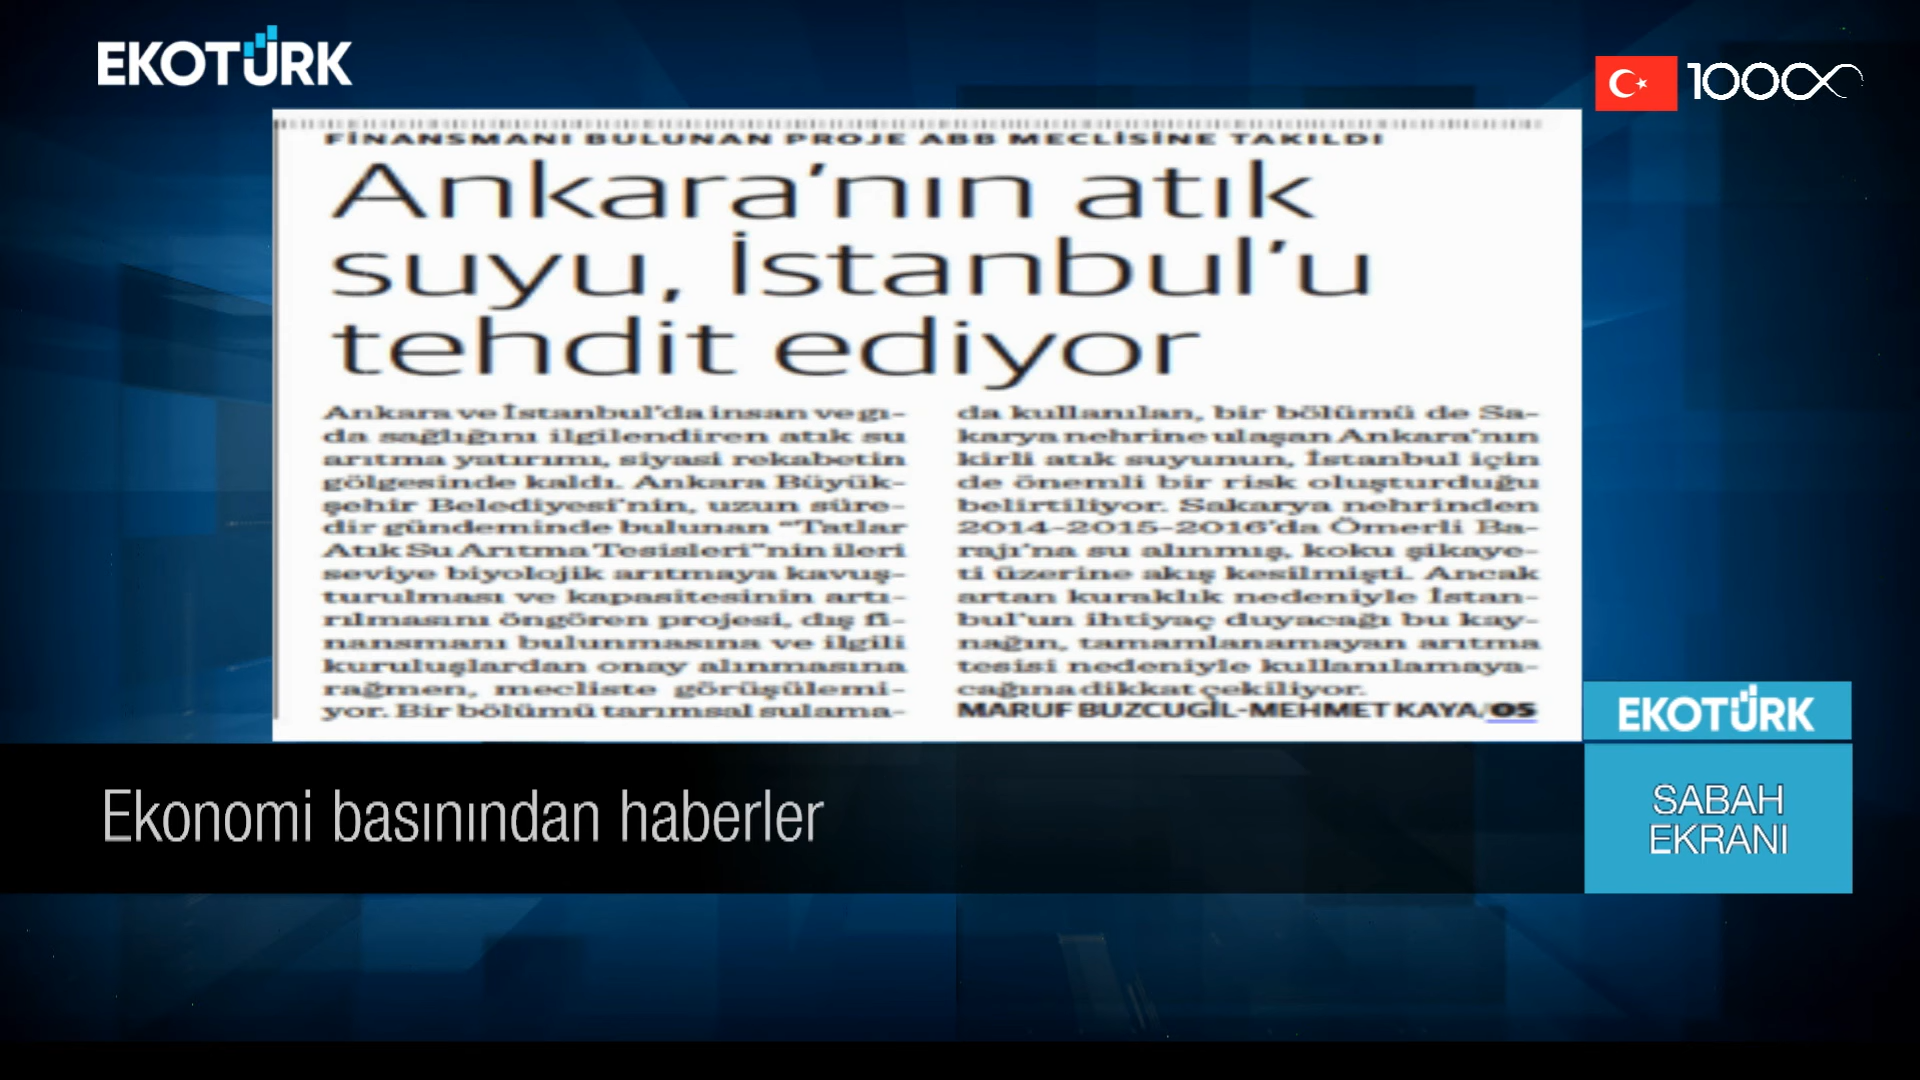 EKOTÜRK
100
FİNANSMANI BULUNAN PROJE ABB MECLİSİNE TAKILDI
Ankara'nın atık
suyu, İstanbul'u
tehdit ediyor
Ankara ve İstanbul'da insan ve gı-
da sağlığını ilgilendiren atık su
arıtma yatırımı, siyasi rekabetin
gölgesinde kaldı. Ankara Büyük-
şehir Belediyesi'nin, uzun süre-
dir gündeminde bulunan "Tatlar
Atık Su Arıtma Tesisleri"nin ileri
seviye biyolojik arıtmaya kavuş-
turulması ve kapasitesinin artı-
rılmasını öngören projesi, dış fi-
nansmanı bulunmasına ve ilgili
kuruluşlardan onay alınmasına
rağmen, mecliste görüşülemi-
yor. Bir bölümü tarımsal sulama-
da kullanılan, bir bölümü de Sa-
karya nehrine ulaşan Ankara'nın
kirli atık suyunun, İstanbul için
de önemli bir risk oluşturduğu
belirtiliyor. Sakarya nehrinden
2014-2015-2016'da Ömerli Ba-
rajı'na su alınmış, koku şikaye-
ti üzerine akış kesilmişti. Ancak
artan kuraklık nedeniyle İstan-
bul'un ihtiyaç duyacağı bu kay-
nağın, tamamlanamayan arıtma
tesisi nedeniyle kullanılamaya-
cağına dikkat çekiliyor.
MARUF BUZCUGİL-MEHMET KAYA/OS
EKOTÜRK
Ekonomi basınından haberler
SABAH
EKRANI